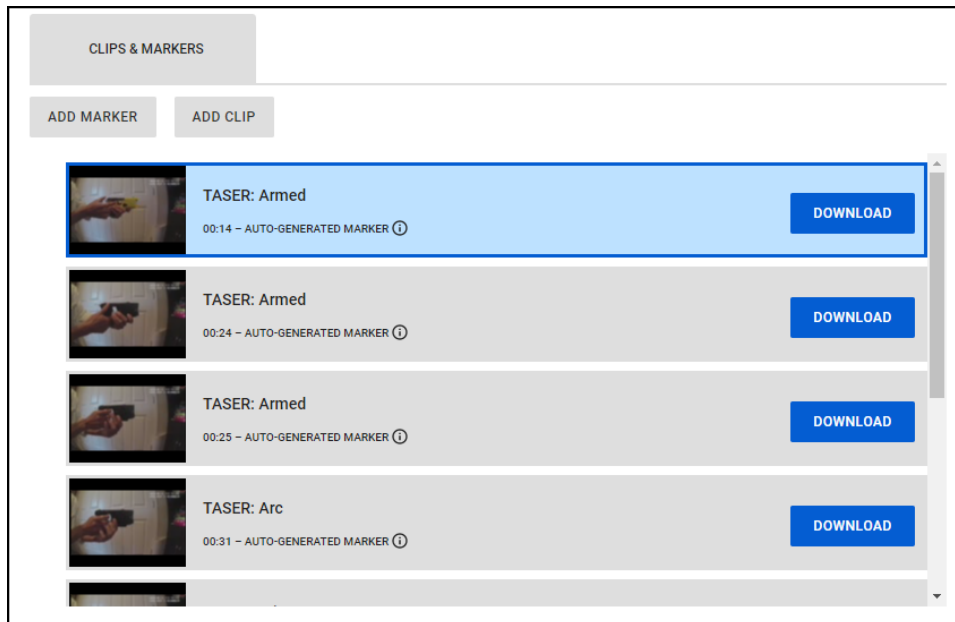 CLIPS & MARKERS
ADD MARKER
ADD CLIP
TASER: Armed
00:14 – AUTO-GENERATED MARKER
DOWNLOAD
TASER: Armed
00:24 – AUTO-GENERATED MARKER
DOWNLOAD
TASER: Armed
00:25 – AUTO-GENERATED MARKER
DOWNLOAD
TASER: Arc
00:31 – AUTO-GENERATED MARKER
DOWNLOAD